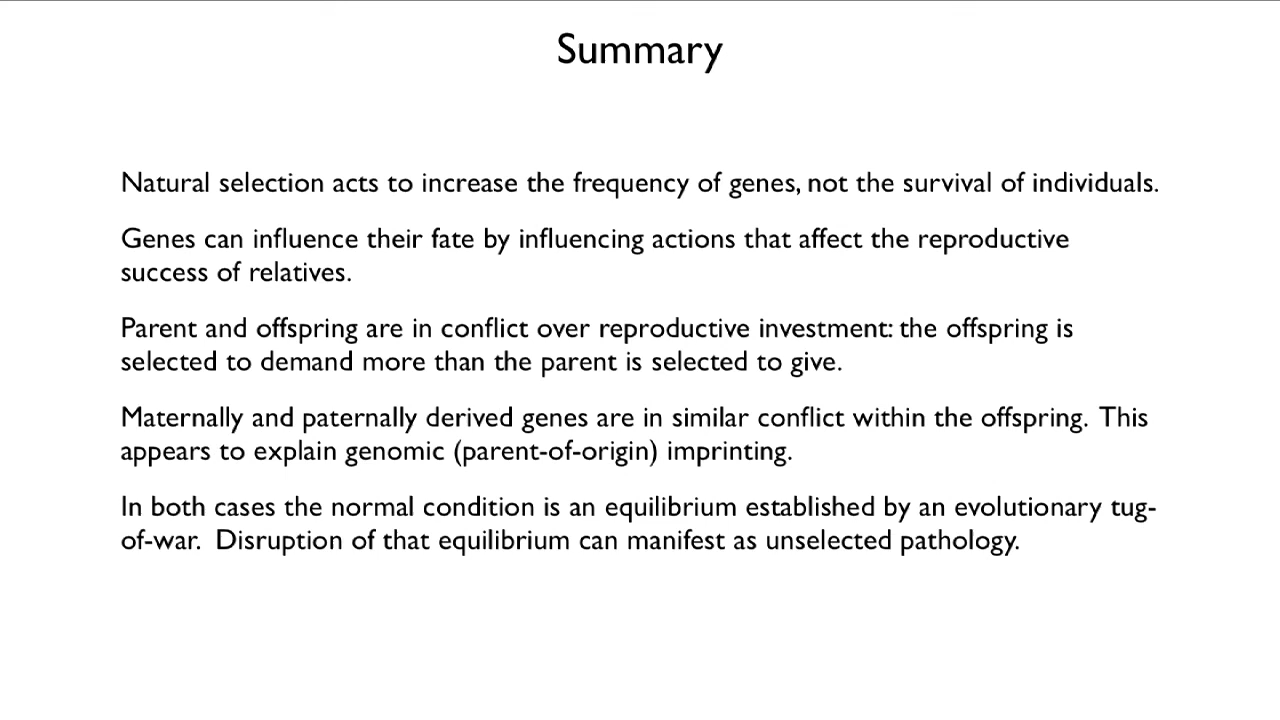 Summary
Natural selection acts to increase the frequency of genes, not the survival of individuals.
Genes can influence their fate by influencing actions that affect the reproductive
success of relatives.
Parent and offspring are in conflict over reproductive investment: the offspring is
selected to demand more than the parent is selected to give.
Maternally and paternally derived genes are in similar conflict within the offspring.  This
appears to explain genomic (parent-of-origin) imprinting.
In both cases the normal condition is an equilibrium established by an evolutionary tug-
of-war.  Disruption of that equilibrium can manifest as unselected pathology.